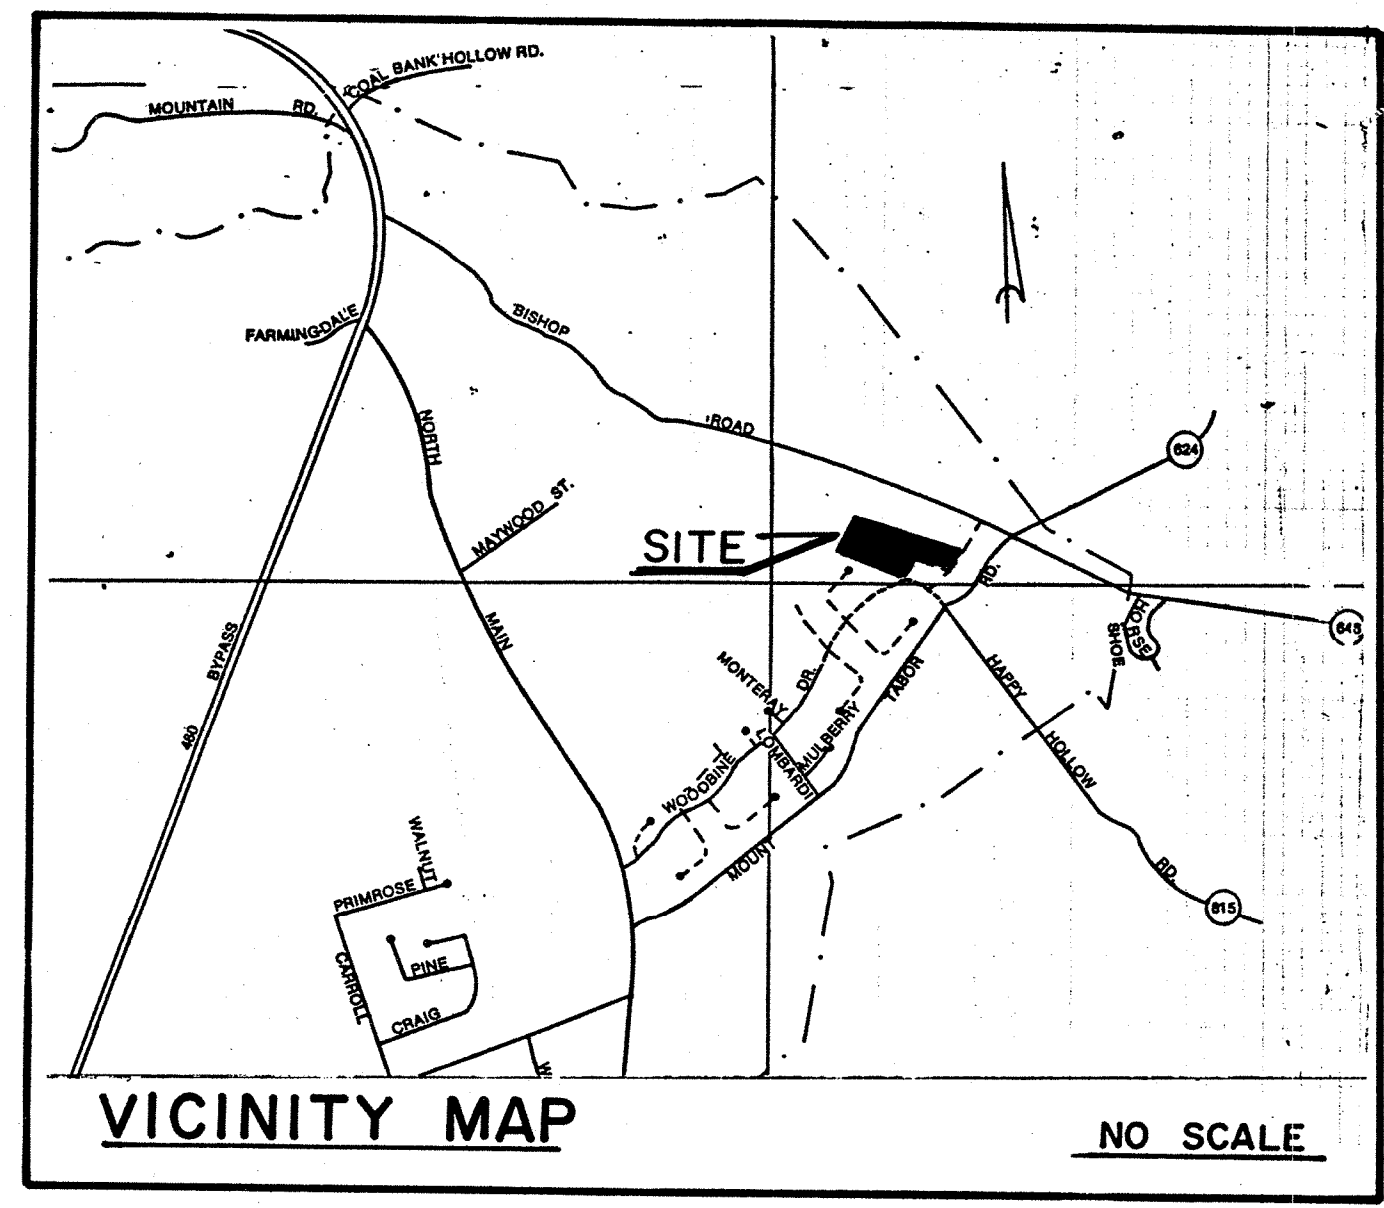 COAL BANK HOLLOW RD.
MOUNTAIN RD.
FARMINGDALE
BISHOP ROAD
NORTH MAIN
MAYWOOD ST.
624
SITE
RD.
HORSE
SHOE
BYPASS
460
MONTERAY
DR.
TABOR
HAPPY
HOLLOW
RD.
LOMBARDI
MULBERRY
WOODBINE
MOUNT
WALNUT
PRIMROSE
815
PINE
CARROLL
CRAIG
VICINITY MAP
NO SCALE